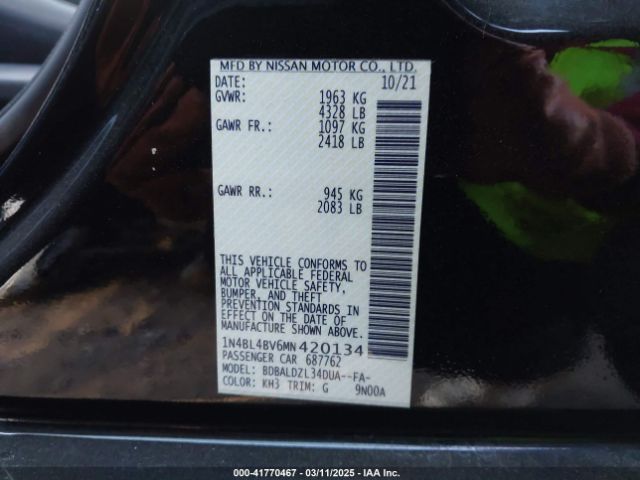 MFD BY NISSAN MOTOR CO., LTD.
DATE: 10/21
GVWR: 1963 KG
4328 LB
GAWR FR.: 1097 KG
2418 LB
GAWR RR.: 945 KG
2083 LB
THIS VEHICLE CONFORMS TO
ALL APPLICABLE FEDERAL
MOTOR VEHICLE SAFETY,
BUMPER, AND THEFT
PREVENTION STANDARDS IN
EFFECT ON THE DATE OF
MANUFACTURE SHOWN ABOVE.
1N4BL4BV6MN420134
PASSENGER CAR 687762
MODEL: BDBALDZL34DUA--FA-
COLOR: KH3 TRIM: G 9N00A
000-41770467 - 03/11/2025 - IAA Inc.